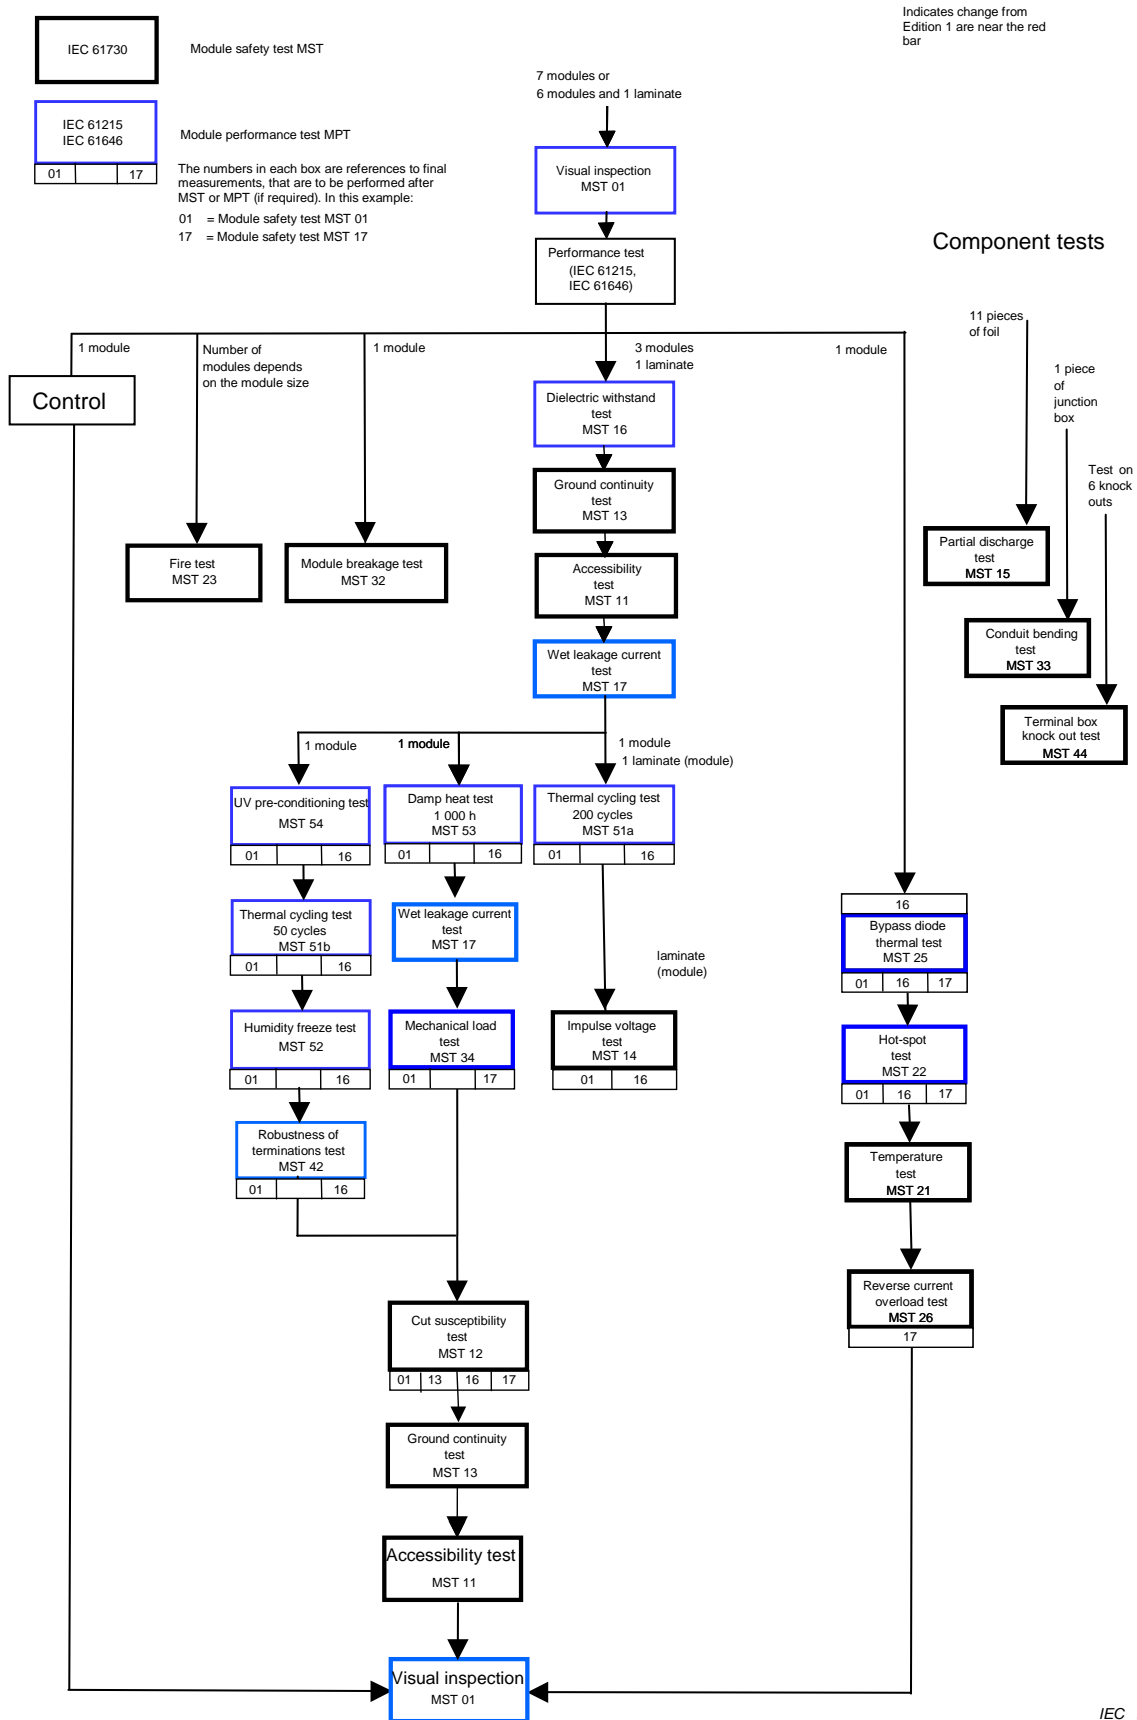 IEC 61730
Module safety test MST
IEC 61215
IEC 61646
Module performance test MPT
01 17
The numbers in each box are references to final
measurements, that are to be performed after
MST or MPT (if required). In this example:
01 = Module safety test MST 01
17 = Module safety test MST 17
Indicates change from
Edition 1 are near the red
bar
7 modules or
6 modules and 1 laminate
Visual inspection
MST 01
Performance test
(IEC 61215,
IEC 61646)
Component tests
1 module
Number of
modules depends
on the module size
1 module
3 modules
1 laminate
1 module
Control
Dielectric withstand
test
MST 16
Ground continuity
test
MST 13
Accessibility
test
MST 11
Wet leakage current
test
MST 17
Fire test
MST 23
Module breakage test
MST 32
11 pieces
of foil
1 piece
of
junction
box
Test on
6 knock
outs
Partial discharge
test
MST 15
Conduit bending
test
MST 33
Terminal box
knock out test
MST 44
1 module
1 module
1 module
1 laminate (module)
UV pre-conditioning test
MST 54
01 16
Damp heat test
1 000 h
MST 53
01 16
Thermal cycling test
200 cycles
MST 51a
01 16
Thermal cycling test
50 cycles
MST 51b
01 16
Wet leakage current
test
MST 17
laminate
(module)
Humidity freeze test
MST 52
01 16
Mechanical load
test
MST 34
01 17
Impulse voltage
test
MST 14
01 16
Robustness of
terminations test
MST 42
01 16
16
Bypass diode
thermal test
MST 25
01 16 17
Hot-spot
test
MST 22
01 16 17
Temperature
test
MST 21
Reverse current
overload test
MST 26
17
Cut susceptibility
test
MST 12
01 13 16 17
Ground continuity
test
MST 13
Accessibility test
MST 11
Visual inspection
MST 01
IEC